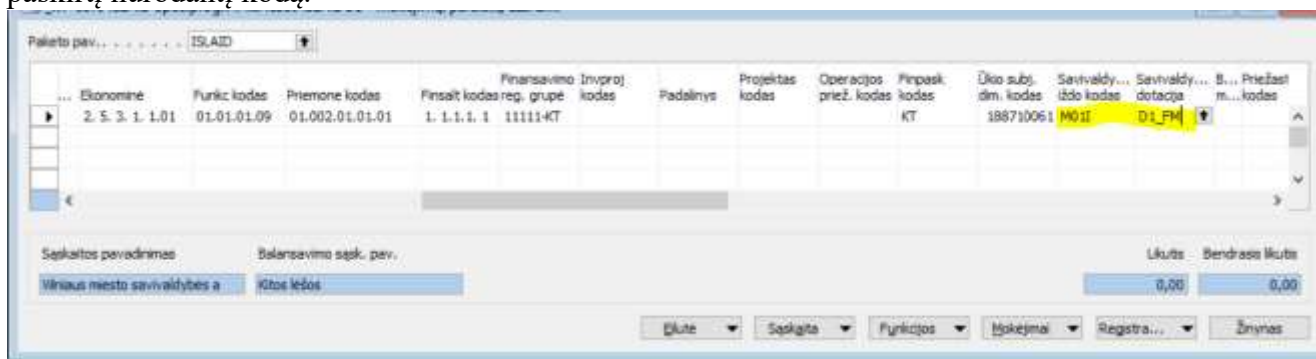 paskirtį nurodantį kodą.
Paketo pav.. . . . . . . ISLAID
... Ekonominė Funkc kodas Priemonė kodas Finsalt kodas Finansavimo reg. grupė Invproj kodas Padalinys Projektas kodas Operacijos priež. kodas Finpask kodas Ūkio subj. dim. kodas Savivaldy... iždo kodas Savivaldy... dotacija B... m... Priežast kodas
2. 5. 3. 1. 1.01 01.01.01.09 01.002.01.01.01 1. 1.1.1. 1 11111-KT KT 188710061 M01I D1_FM
Sąskaitos pavadinimas Balansavimo sąsk. pav. Likutis Bendrasis likutis
Vilniaus miesto savivaldybės a Kitos lėšos 0,00 0,00
Eilutė Sąskaita Funkcijos Mokėjimai Registra... Žinynas